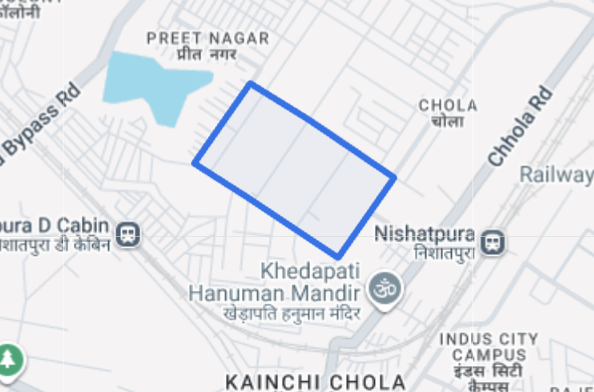 कॉलोनी
PREET NAGAR
प्रीत नगर
Bypass Rd
CHOLA
चोला
Chhola Rd
Railway
pura D Cabin
निशातपुरा डी केबिन
Nishatpura
निशातपुरा
Khedapati
Hanuman Mandir
खेड़ापति हनुमान मंदिर
INDUS CITY
CAMPUS
इंडस सिटी
कैम्पस
KAINCHI CHOLA